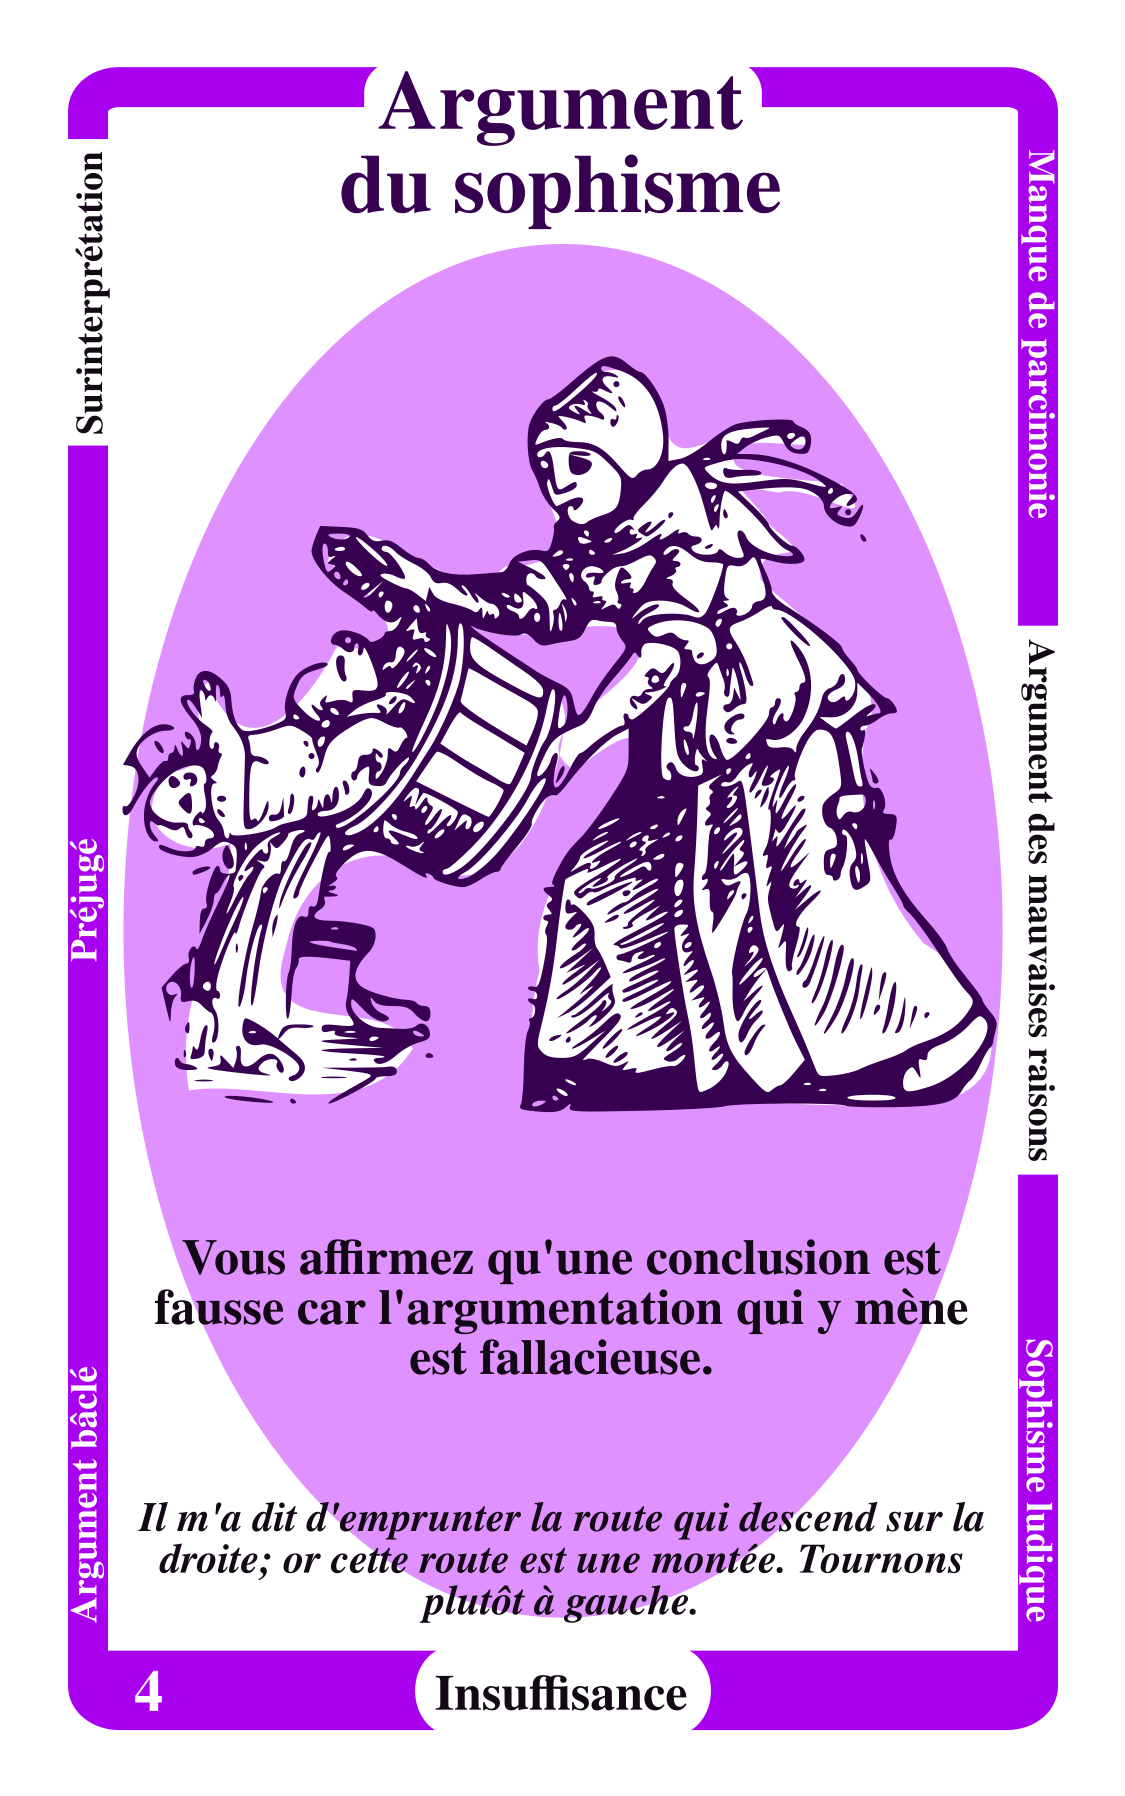 Argument
du sophisme
Surinterprétation
Préjugé
Argument bâclé
Manque de parcimonie
Argument des mauvaises raisons
Sophisme ludique
Vous affirmez qu'une conclusion est
fausse car l'argumentation qui y mène
est fallacieuse.
Il m'a dit d'emprunter la route qui descend sur la
droite; or cette route est une montée. Tournons
plutôt à gauche.
4
Insuffisance